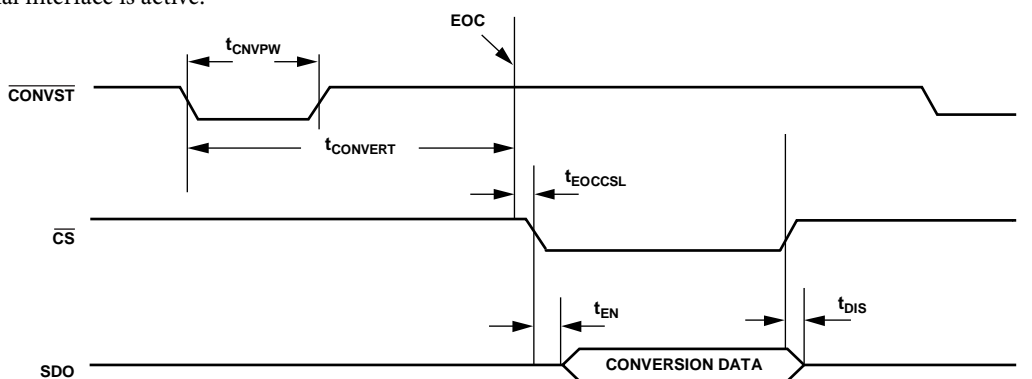 al interface is active.
EOC
tCNVPW
CONVST
tCONVERT
tEOCCSL
CS
tEN
tDIS
SDO
CONVERSION DATA